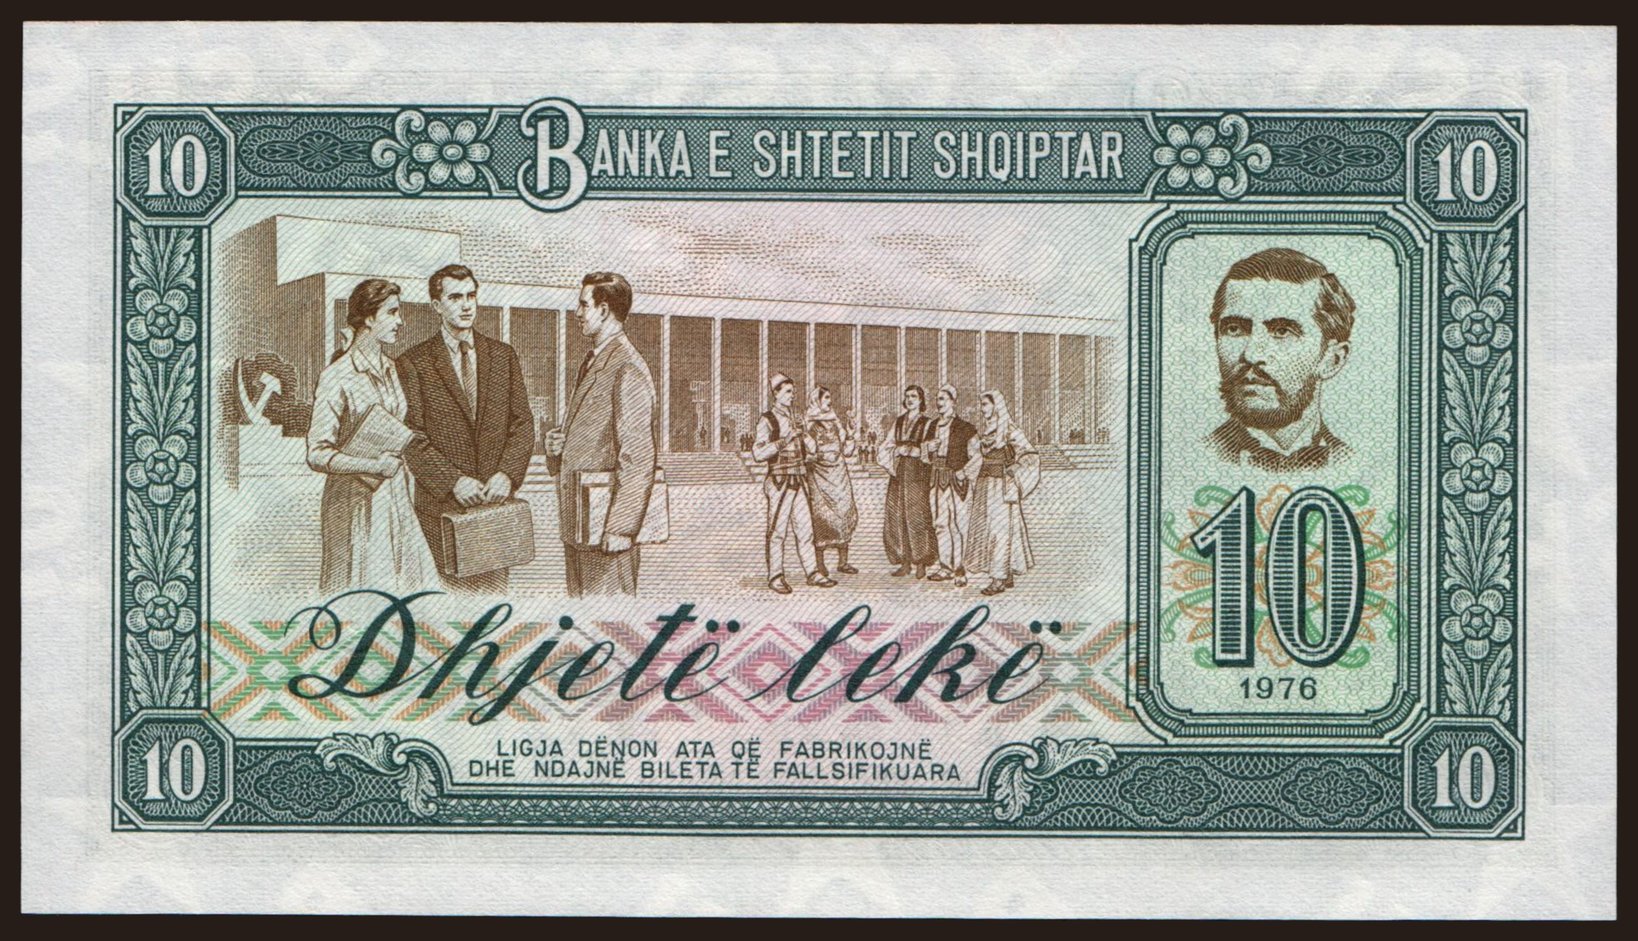 10
BANKA E SHTETIT SHQIPTAR
10
10
1976
Dhjetë lekë
LIGJA DËNON ATA QË FABRIKOJNË
DHE NDAJNË BILETA TË FALLSIFIKUARA
10
10